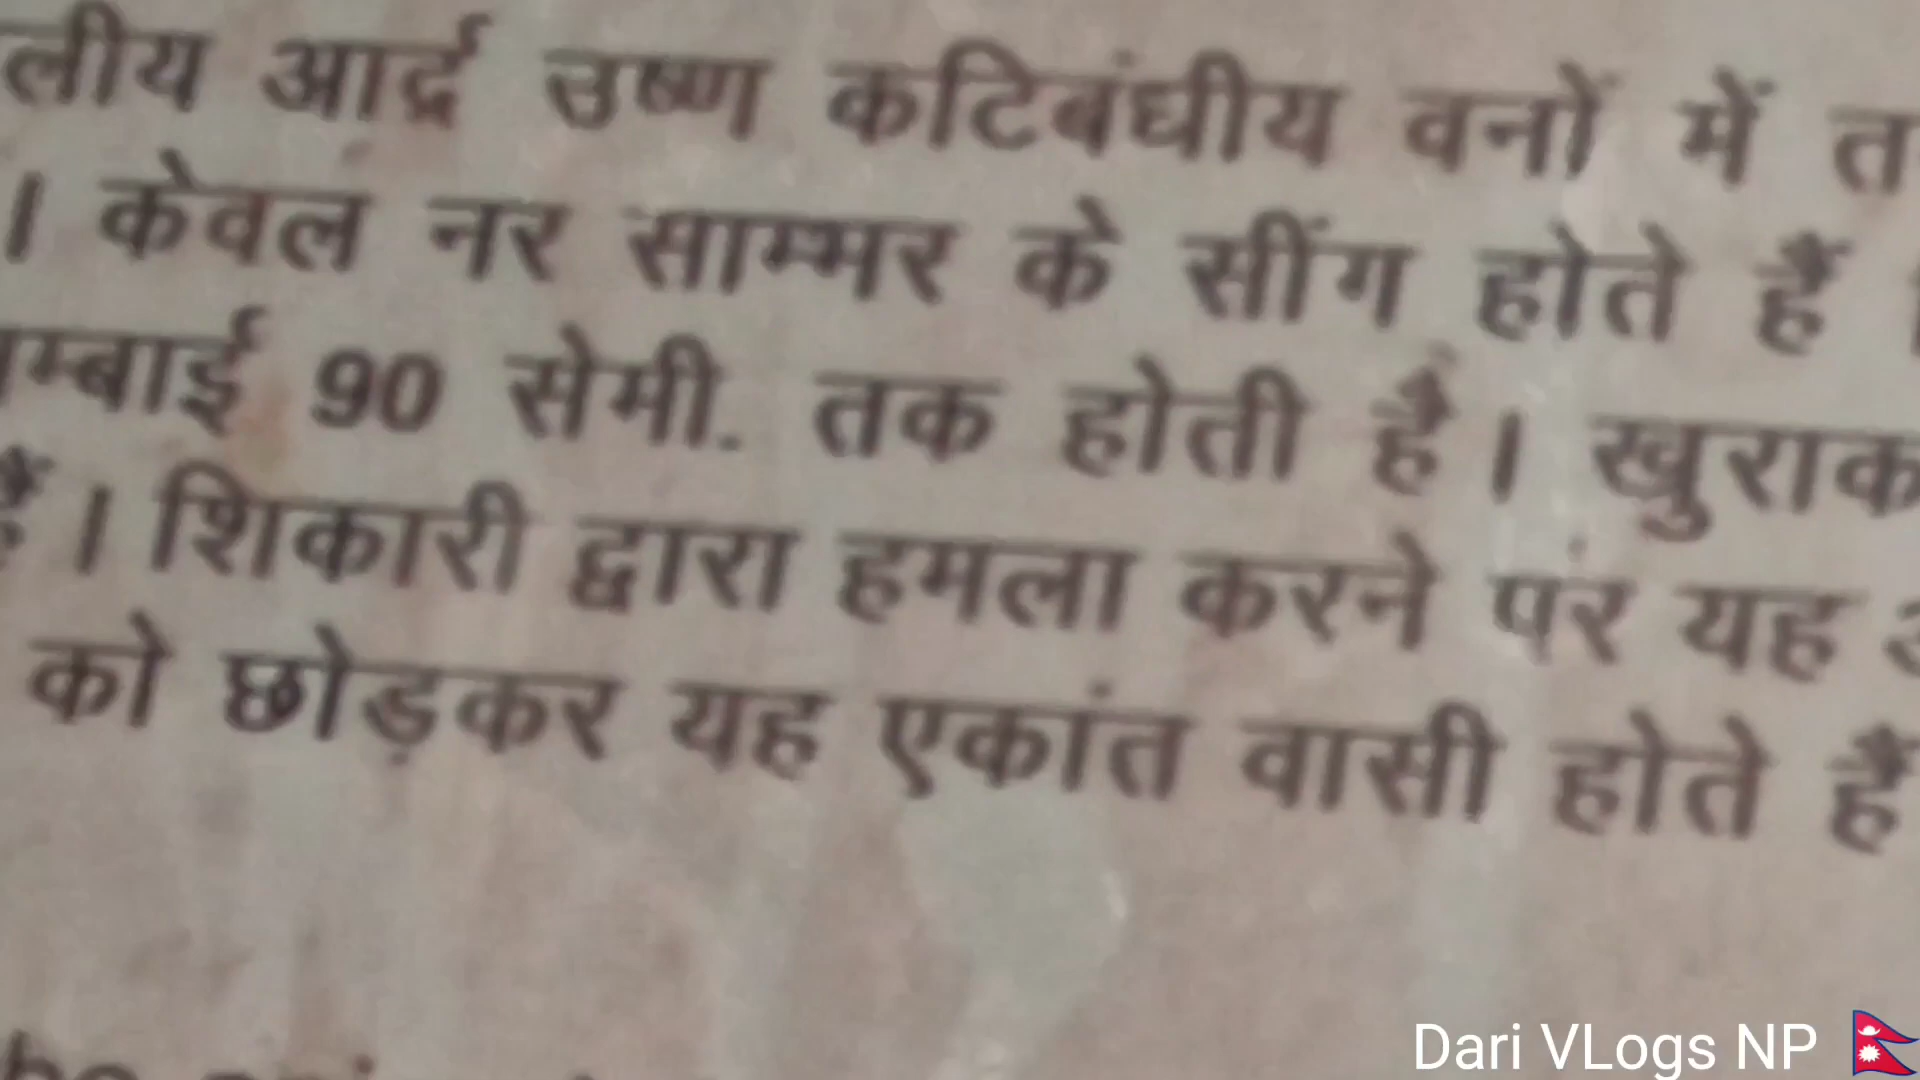 लीय आर्द्र उष्ण कटिबंधीय वनों में
। केवल नर साम्भर के सींग होते हैं ।
म्बाई 90 सेमी. तक होती है । खुराक
हैं । शिकारी द्वारा हमला करने पर यह
को छोड़कर यह एकांत वासी होते हैं
Dari VLogs NP